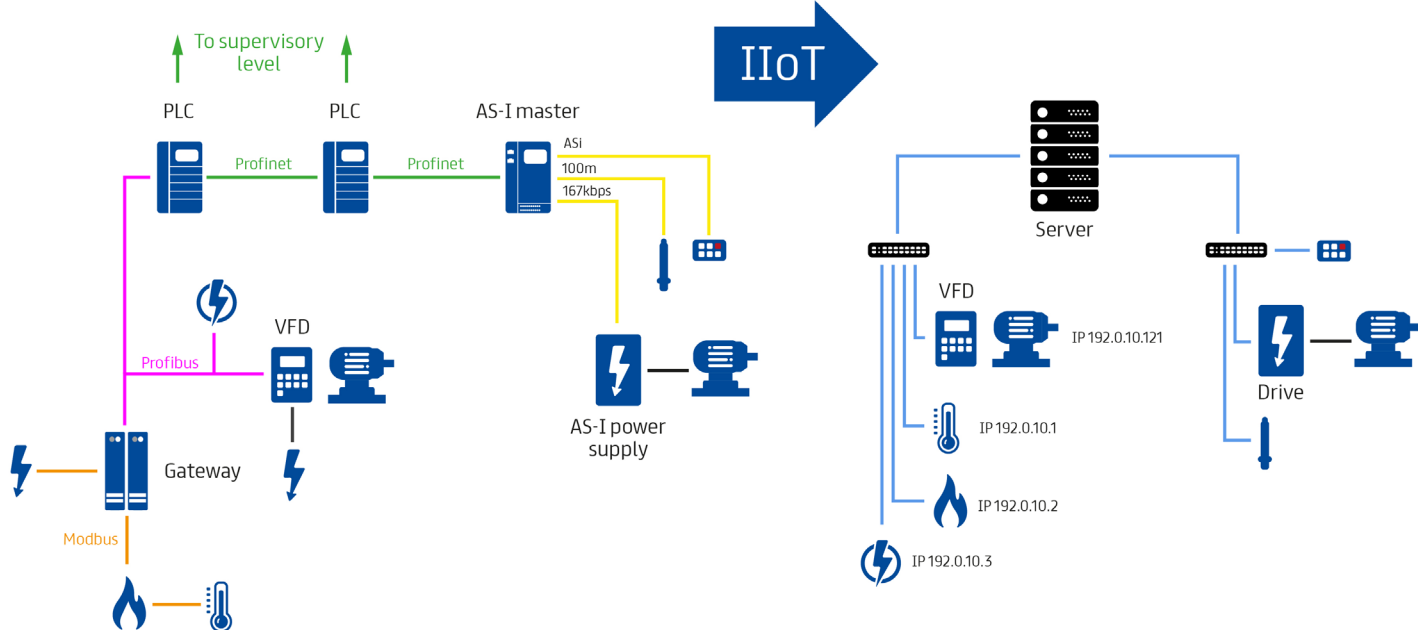 To supervisory
level
IIoT
PLC
PLC
AS-I master
Profinet
Profinet
ASi
100m
167kbps
Server
VFD
Profibus
AS-I power
supply
Gateway
Modbus
VFD
IP 192.0.10.121
Drive
IP 192.0.10.1
IP 192.0.10.2
IP 192.0.10.3